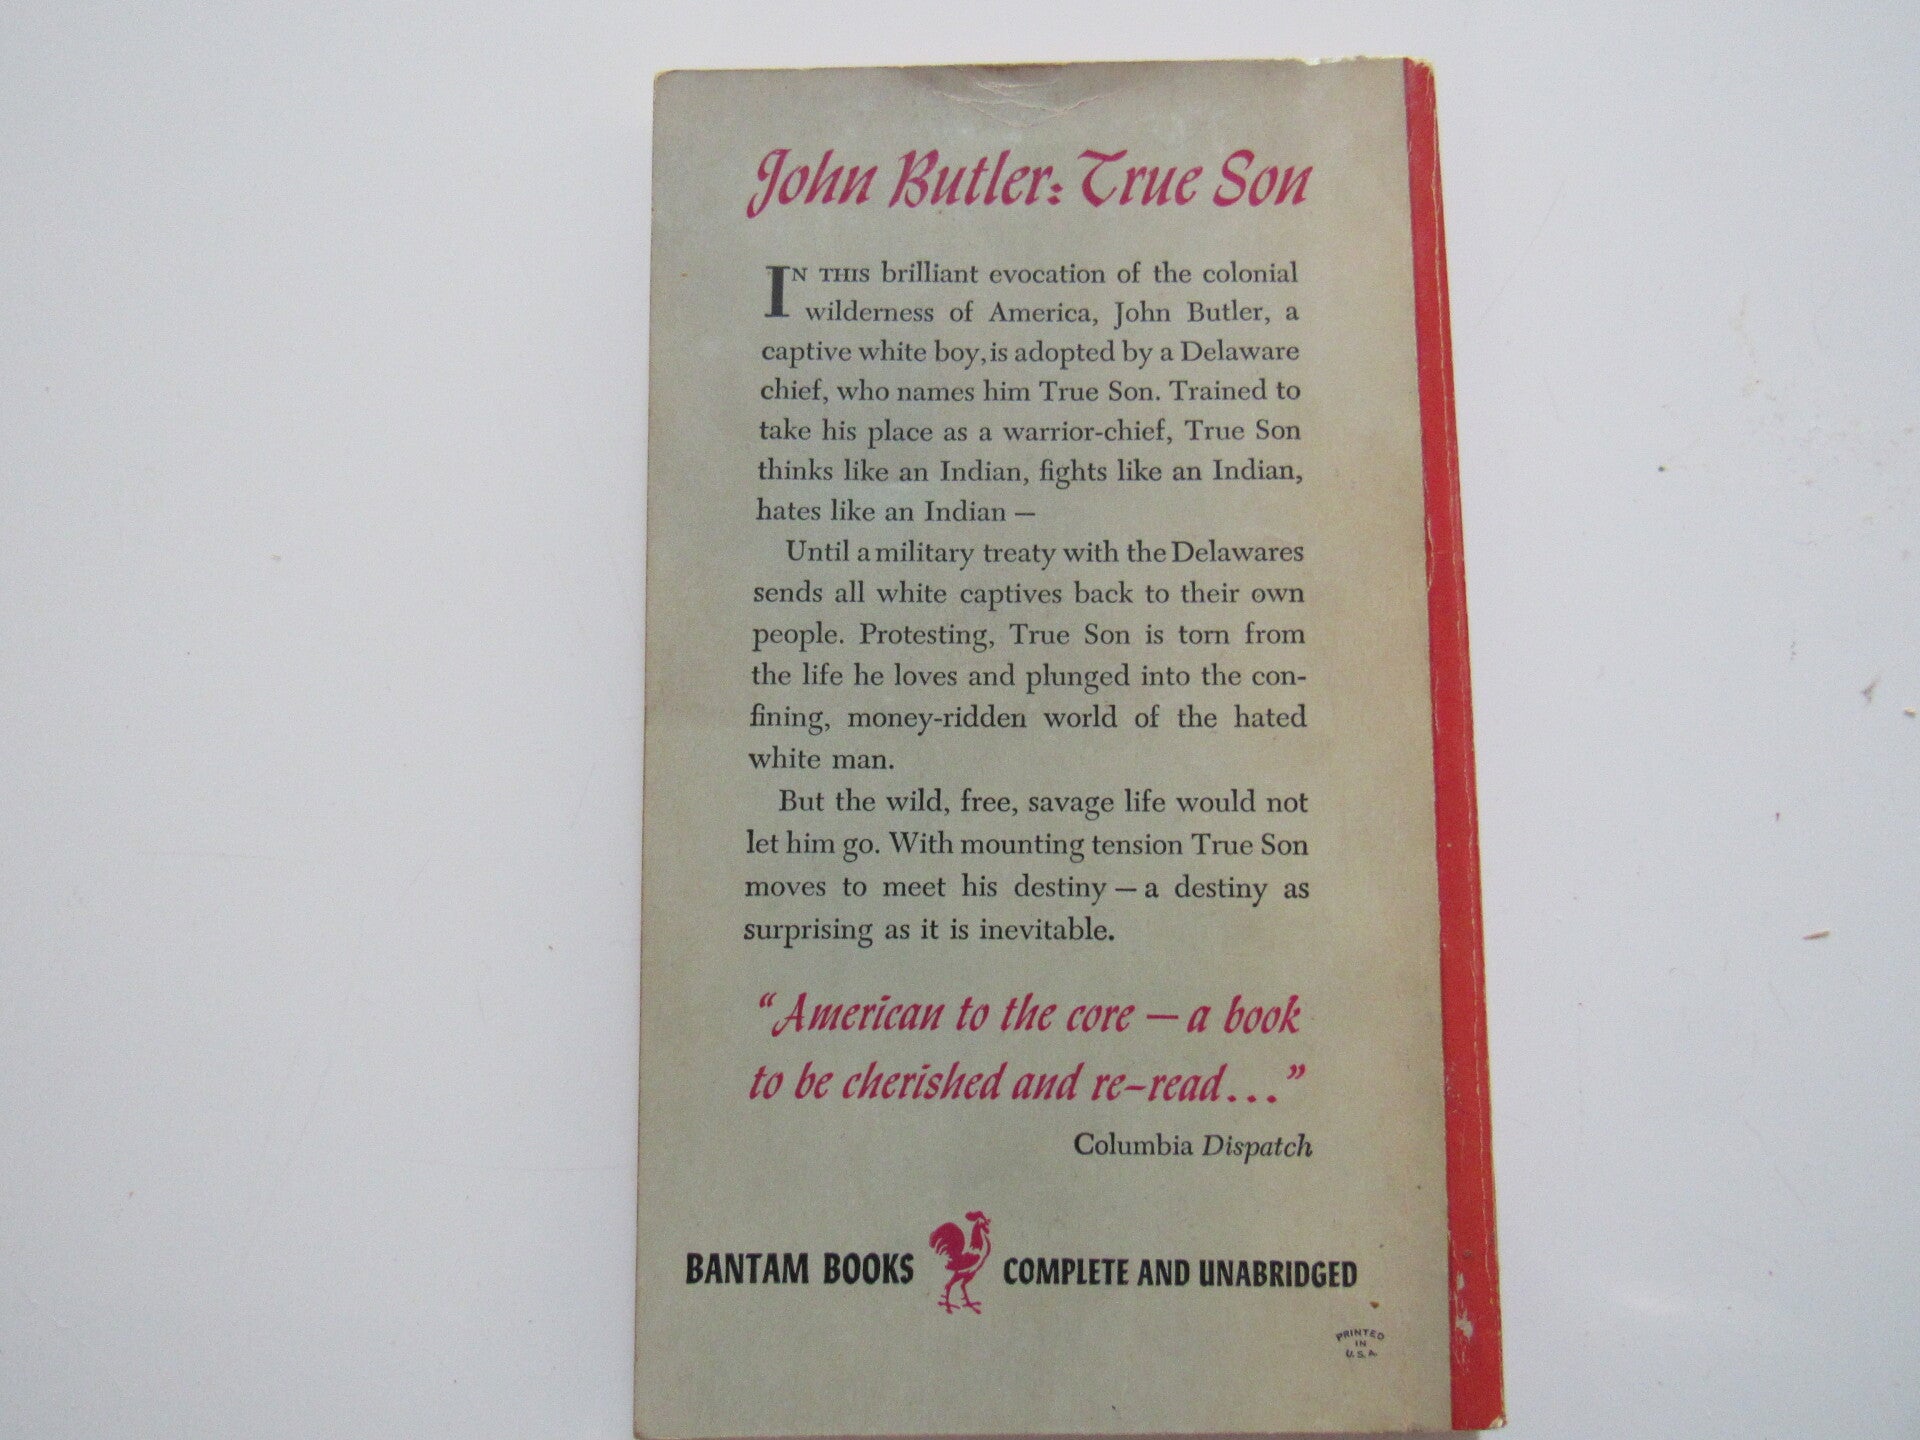 John Butler: True Son
IN THIS brilliant evocation of the colonial
wilderness of America, John Butler, a
captive white boy, is adopted by a Delaware
chief, who names him True Son. Trained to
take his place as a warrior-chief, True Son
thinks like an Indian, fights like an Indian,
hates like an Indian —
Until a military treaty with the Delawares
sends all white captives back to their own
people. Protesting, True Son is torn from
the life he loves and plunged into the con-
fining, money-ridden world of the hated
white man.
But the wild, free, savage life would not
let him go. With mounting tension True Son
moves to meet his destiny — a destiny as
surprising as it is inevitable.
“American to the core — a book
to be cherished and re-read...”
Columbia Dispatch
BANTAM BOOKS COMPLETE AND UNABRIDGED
PRINTED
IN
U.S.A.